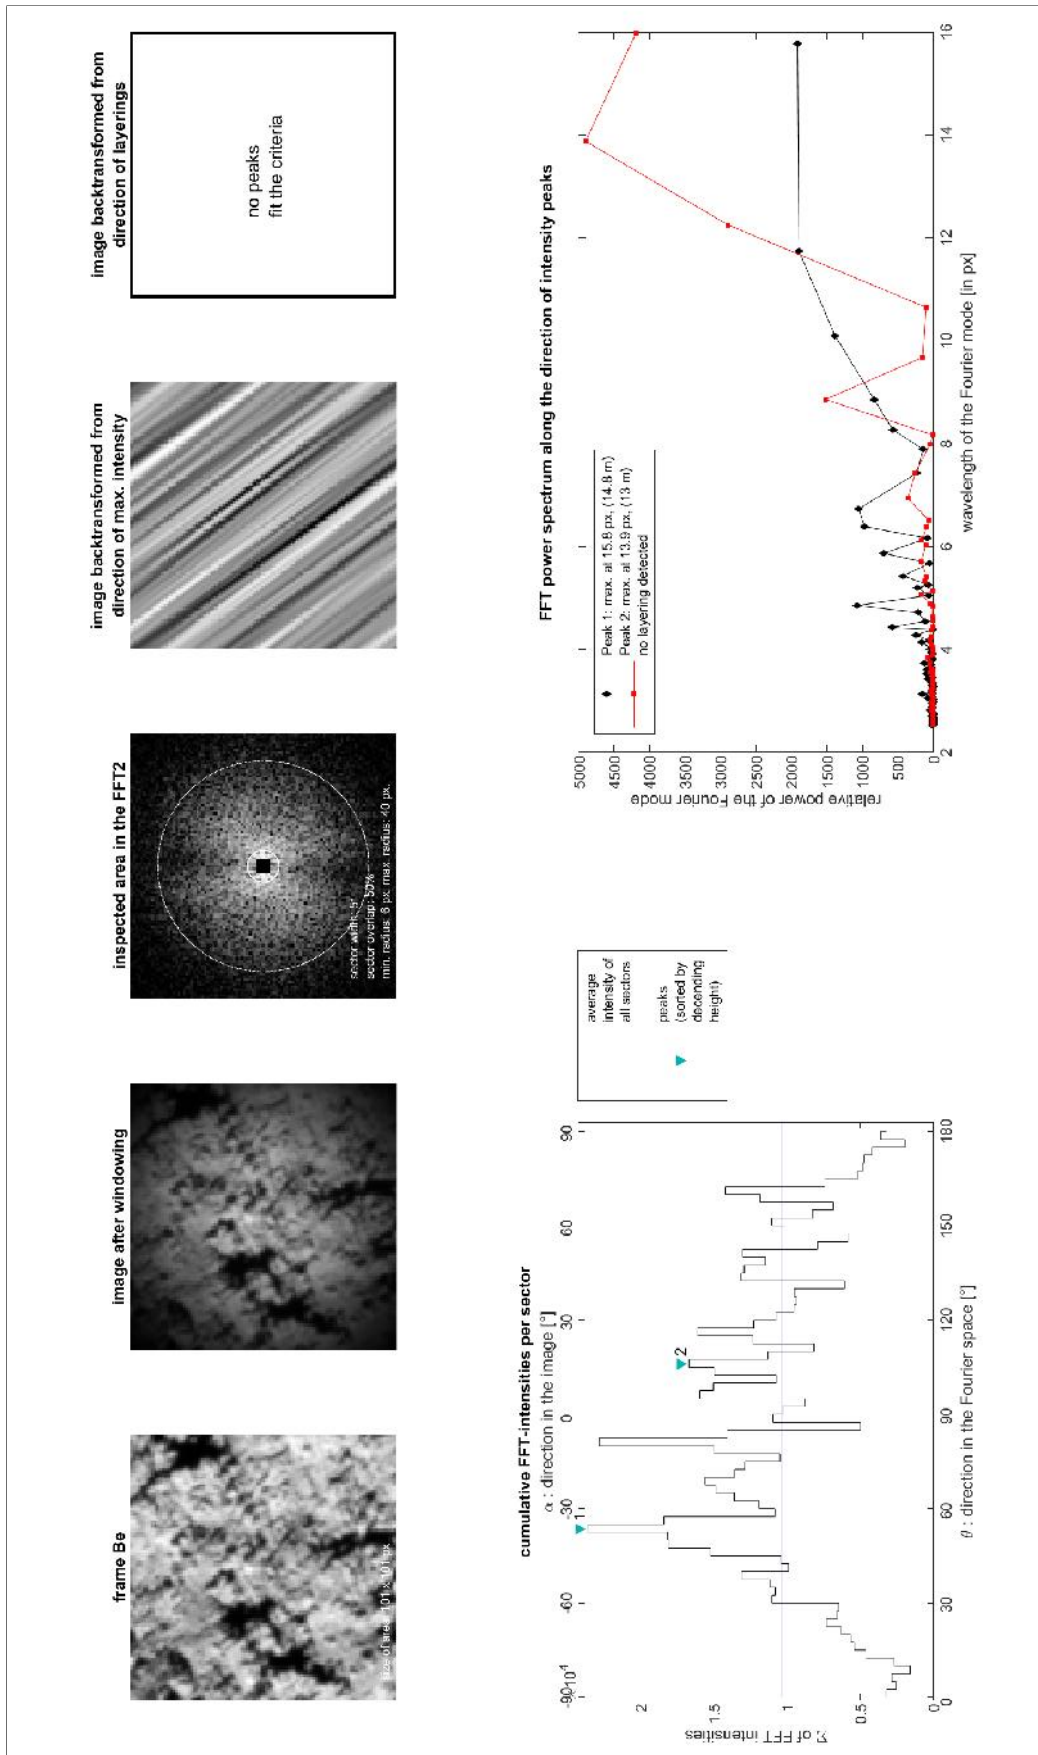 frame Be
size of area: 101 x 101 px.
image after windowing
inspected area in the FFT2
sector width: 5°
sector overlap: 50%
min. radius: 6 px. max. radius: 40 px.
image backtransformed from
direction of max. intensity
image backtransformed from
direction of layerings
no peaks
fit the criteria
cumulative FFT-intensities per sector
α : direction in the image [°]
-90 -60 -30 0 30 60 90
10⁴
2
1.5
1
0.5
0
Σ of FFT intensities
1
2
0 30 60 90 120 150 180
θ : direction in the Fourier space [°]
average
intensity of
all sectors
peaks
(sorted by
decending
height)
FFT power spectrum along the direction of intensity peaks
5000
4500
4000
3500
3000
2500
2000
1500
1000
500
0
relative power of the Fourier mode
Peak 1: max. at 15.8 px, (14.8 m)
Peak 2: max. at 13.9 px, (13 m)
no layering detected
2 4 6 8 10 12 14 16
wavelength of the Fourier mode [in px]